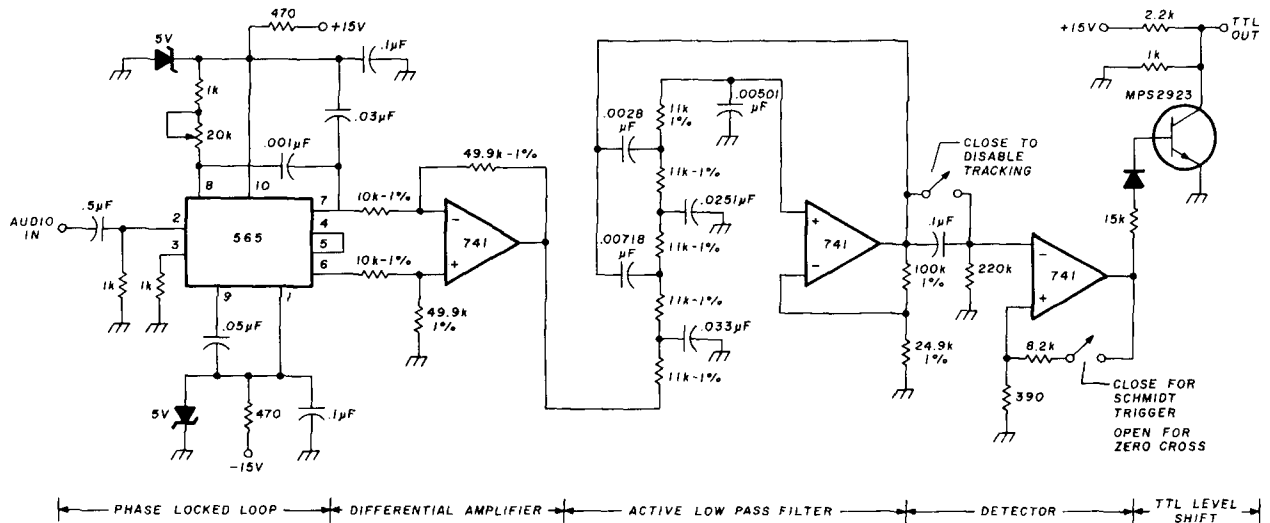 470
+15V
5V
.1μF
1k
.03μF
20k
.001μF
8
10
7
2
565
4
3
5
6
9
1
AUDIO
IN
.5μF
1k
1k
.05μF
5V
470
.1μF
-15V
49.9k-1%
10k-1%
10k-1%
-
741
+
49.9k
1%
.0028
μF
11k
1%
.00501
μF
11k-1%
.0251μF
.00718
μF
11k-1%
11k-1%
.033μF
11k-1%
+
741
-
100k
1%
24.9k
1%
CLOSE TO
DISABLE
TRACKING
.1μF
220k
-
741
+
8.2k
390
CLOSE FOR
SCHMIDT
TRIGGER
OPEN FOR
ZERO CROSS
+15V
2.2k
TTL
OUT
1k
MPS2923
15k
PHASE LOCKED LOOP
DIFFERENTIAL AMPLIFIER
ACTIVE LOW PASS FILTER
DETECTOR
TTL LEVEL
SHIFT